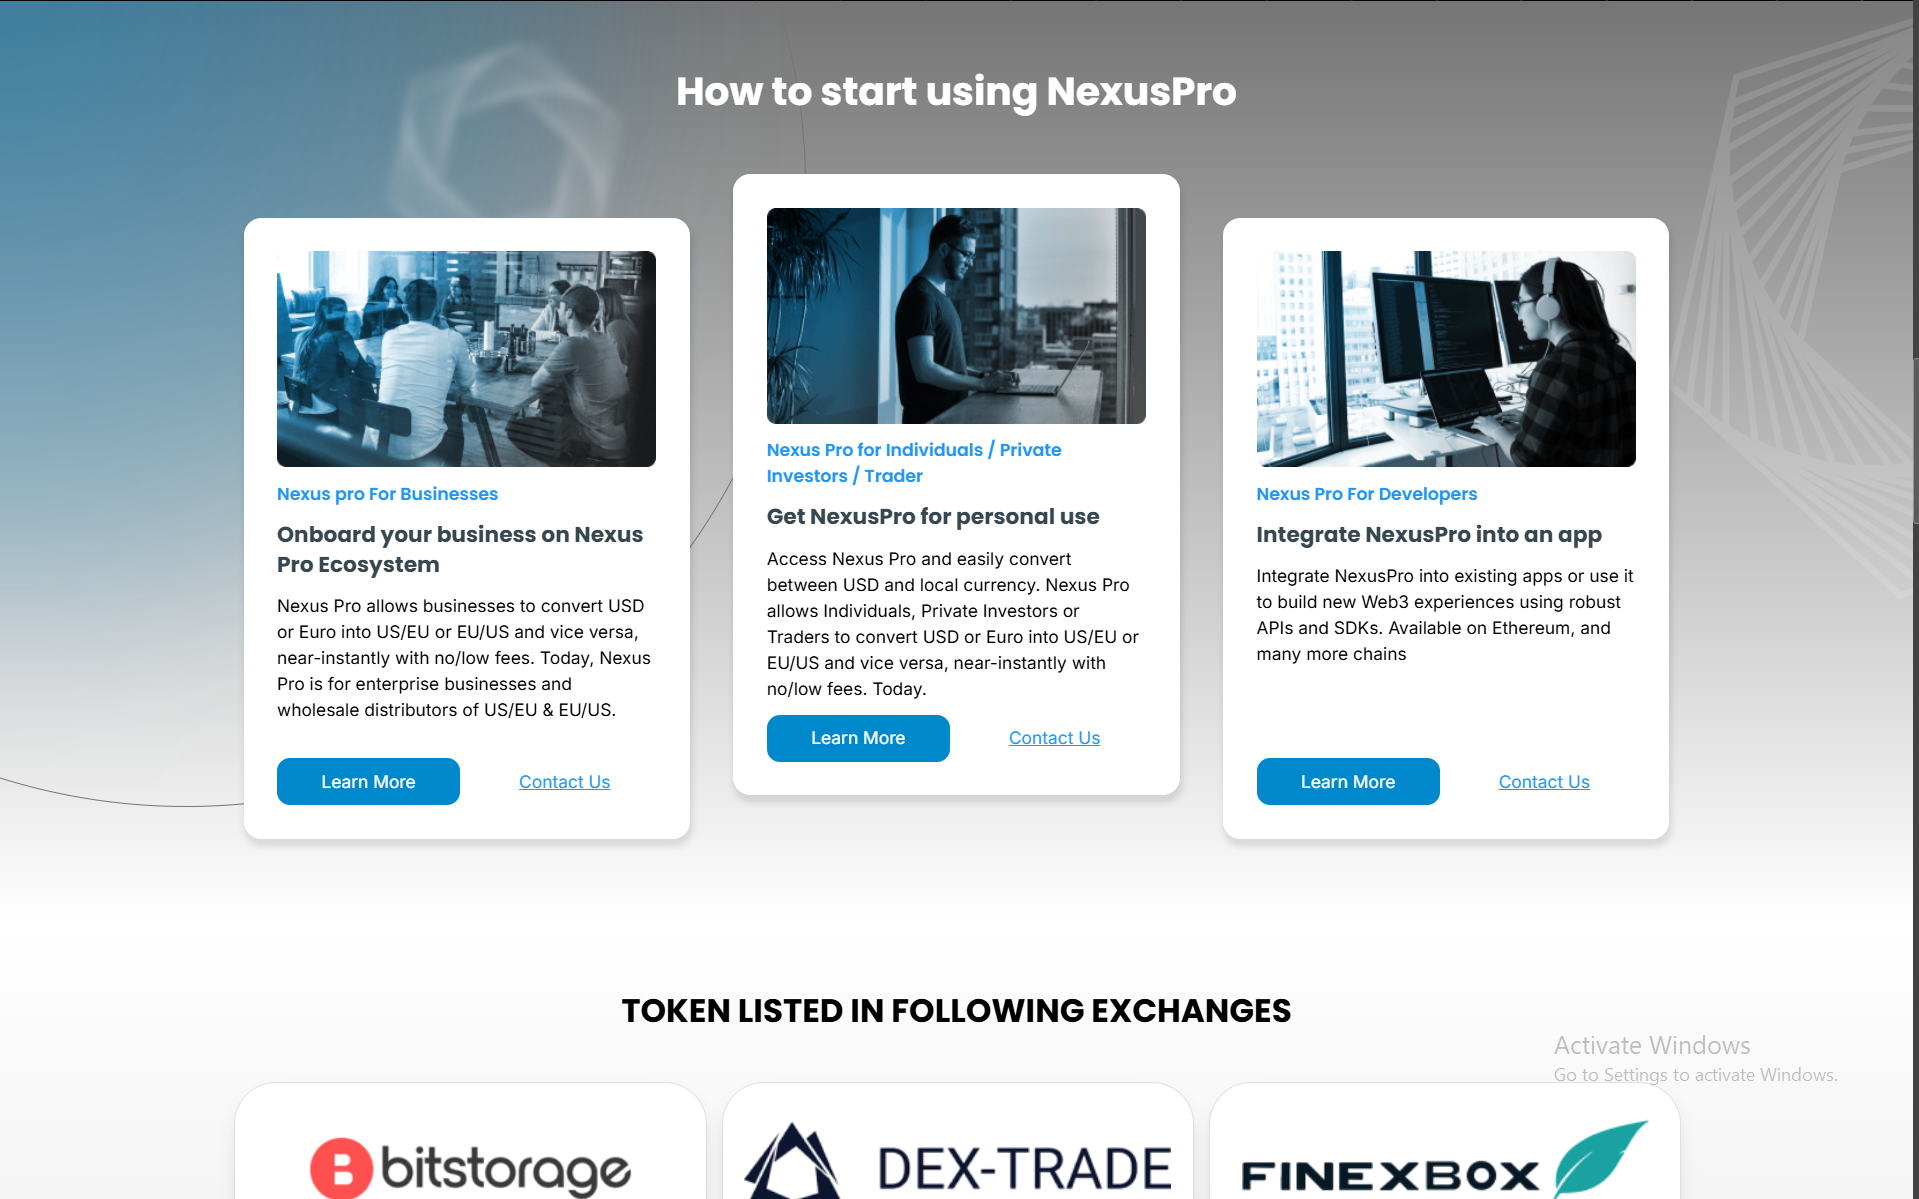 How to start using NexusPro
Nexus pro For Businesses
Onboard your business on Nexus
Pro Ecosystem
Nexus Pro allows businesses to convert USD
or Euro into US/EU or EU/US and vice versa,
near-instantly with no/low fees. Today, Nexus
Pro is for enterprise businesses and
wholesale distributors of US/EU & EU/US.
Learn More
Contact Us
Nexus Pro for Individuals / Private
Investors / Trader
Get NexusPro for personal use
Access Nexus Pro and easily convert
between USD and local currency. Nexus Pro
allows Individuals, Private Investors or
Traders to convert USD or Euro into US/EU or
EU/US and vice versa, near-instantly with
no/low fees. Today.
Learn More
Contact Us
Nexus Pro For Developers
Integrate NexusPro into an app
Integrate NexusPro into existing apps or use it
to build new Web3 experiences using robust
APIs and SDKs. Available on Ethereum, and
many more chains
Learn More
Contact Us
TOKEN LISTED IN FOLLOWING EXCHANGES
Activate Windows
Go to Settings to activate Windows.
B bitstorage
DEX-TRADE
FINEXBOX